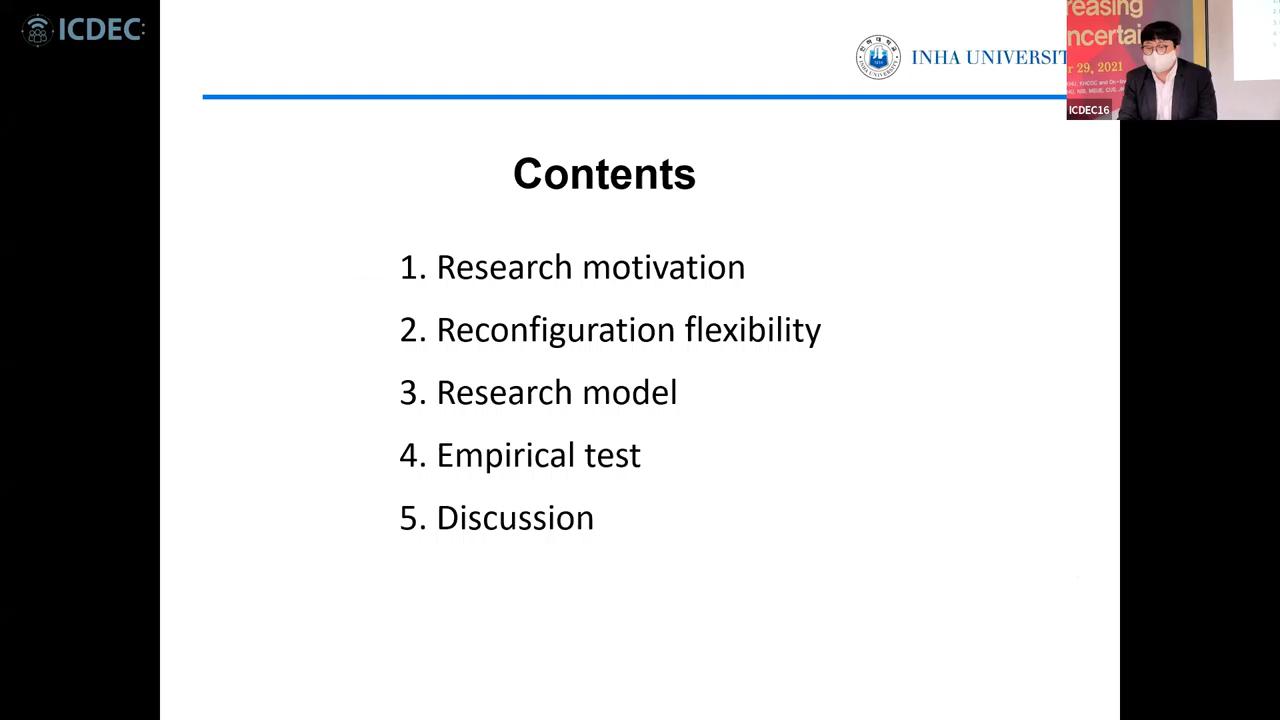 ICDEC
INHA UNIVERSIT
Contents
1. Research motivation
2. Reconfiguration flexibility
3. Research model
4. Empirical test
5. Discussion
reasing
ncertai
r 29, 2021
ICDEC16